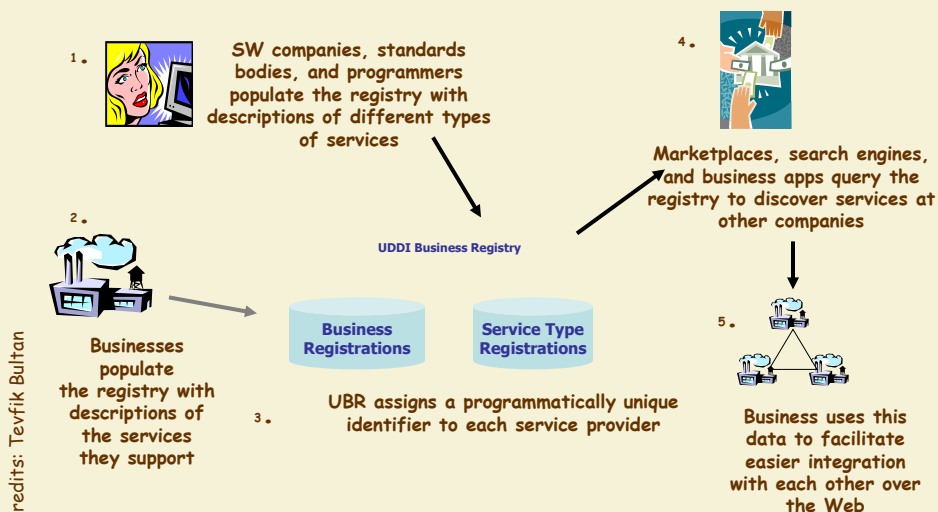 1.
SW companies, standards
bodies, and programmers
populate the registry with
descriptions of different types
of services
2.
Businesses
populate
the registry with
descriptions of
the services
they support
UDDI Business Registry
Business
Registrations
Service Type
Registrations
3.
UBR assigns a programmatically unique
identifier to each service provider
4.
Marketplaces, search engines,
and business apps query the
registry to discover services at
other companies
5.
Business uses this
data to facilitate
easier integration
with each other over
the Web
redits: Tevfik Bultan